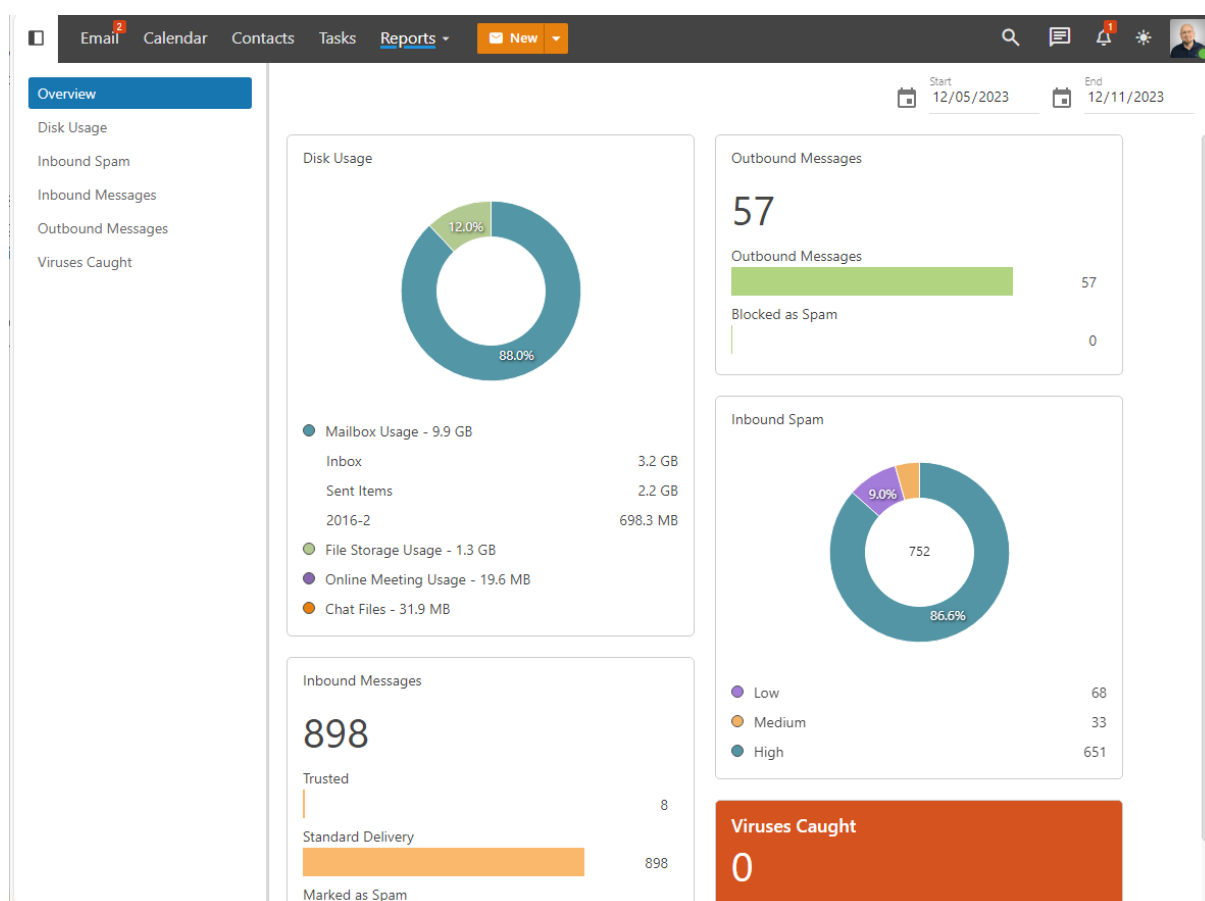 Email 2 Calendar Contacts Tasks Reports New 1
Overview
Disk Usage
Inbound Spam
Inbound Messages
Outbound Messages
Viruses Caught
Start
12/05/2023
End
12/11/2023
Disk Usage
12.0%
88.0%
Mailbox Usage - 9.9 GB
Inbox 3.2 GB
Sent Items 2.2 GB
2016-2 698.3 MB
File Storage Usage - 1.3 GB
Online Meeting Usage - 19.6 MB
Chat Files - 31.9 MB
Inbound Messages
898
Trusted
8
Standard Delivery
898
Marked as Spam
Outbound Messages
57
Outbound Messages
57
Blocked as Spam
0
Inbound Spam
9.0%
752
86.6%
Low 68
Medium 33
High 651
Viruses Caught
0